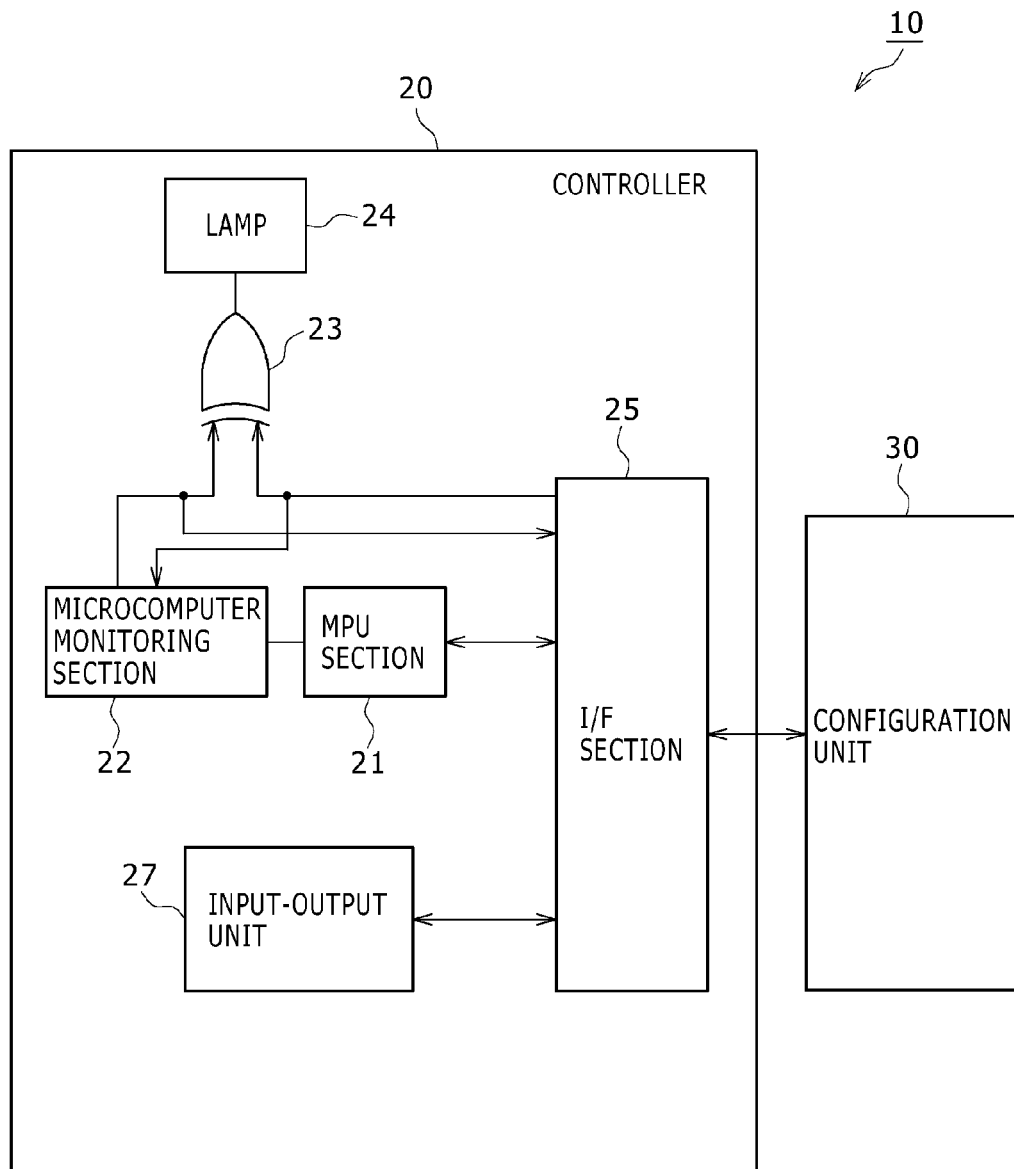 10
20
CONTROLLER
LAMP
24
23
25
30
MICROCOMPUTER
MONITORING
SECTION
MPU
SECTION
I/F
SECTION
CONFIGURATION
UNIT
22
21
27
INPUT-OUTPUT
UNIT